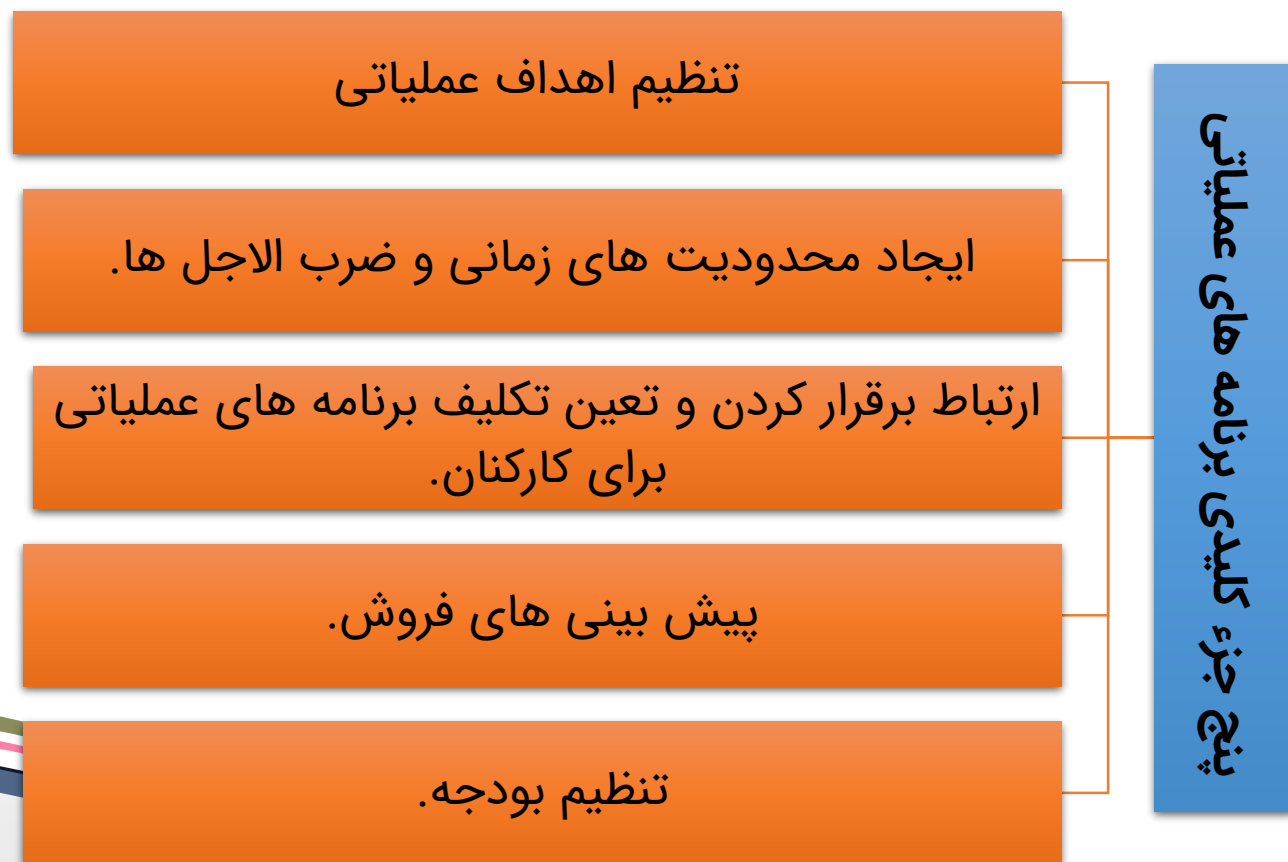 پنج جزء کلیدی برنامه های عملیاتی
تنظیم اهداف عملیاتی
ایجاد محدودیت های زمانی و ضرب الاجل ها.
ارتباط برقرار کردن و تعین تکلیف برنامه های عملیاتی
برای کارکنان.
پیش بینی های فروش.
تنظیم بودجه.